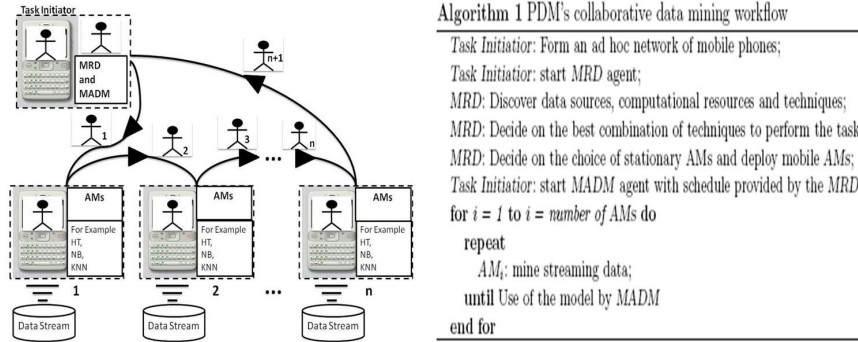 Task Initiator
MRD
and
MADM
n+1
1
2
3
...
n
AMs
For Example
HT,
NB,
KNN
AMs
For Example
HT,
NB,
KNN
AMs
For Example
HT,
NB,
KNN
1
2
...
n
Data Stream
Data Stream
Data Stream
Algorithm 1 PDM's collaborative data mining workflow
Task Initiatior: Form an ad hoc network of mobile phones;
Task Initiator: start MRD agent;
MRD: Discover data sources, computational resources and techniques;
MRD: Decide on the best combination of techniques to perform the task
MRD: Decide on the choice of stationary AMs and deploy mobile AMs;
Task Initiator: start MADM agent with schedule provided by the MRD
for i = 1 to i = number of AMs do
repeat
AMi: mine streaming data;
until Use of the model by MADM
end for